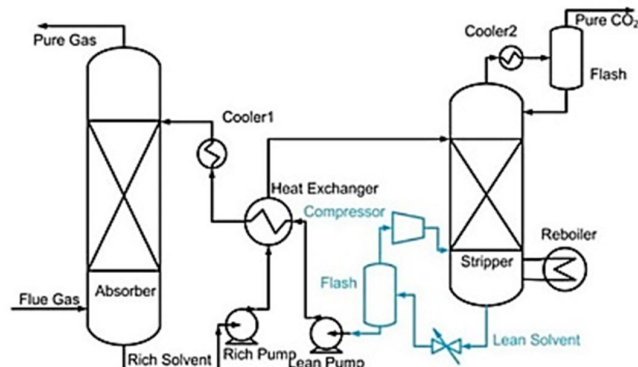 Pure Gas
Cooler2
Pure CO₂
Flash
Cooler1
Heat Exchanger
Compressor
Flash
Stripper
Reboiler
Absorber
Flue Gas
Rich Solvent
Rich Pump
Lean Pump
Lean Solvent